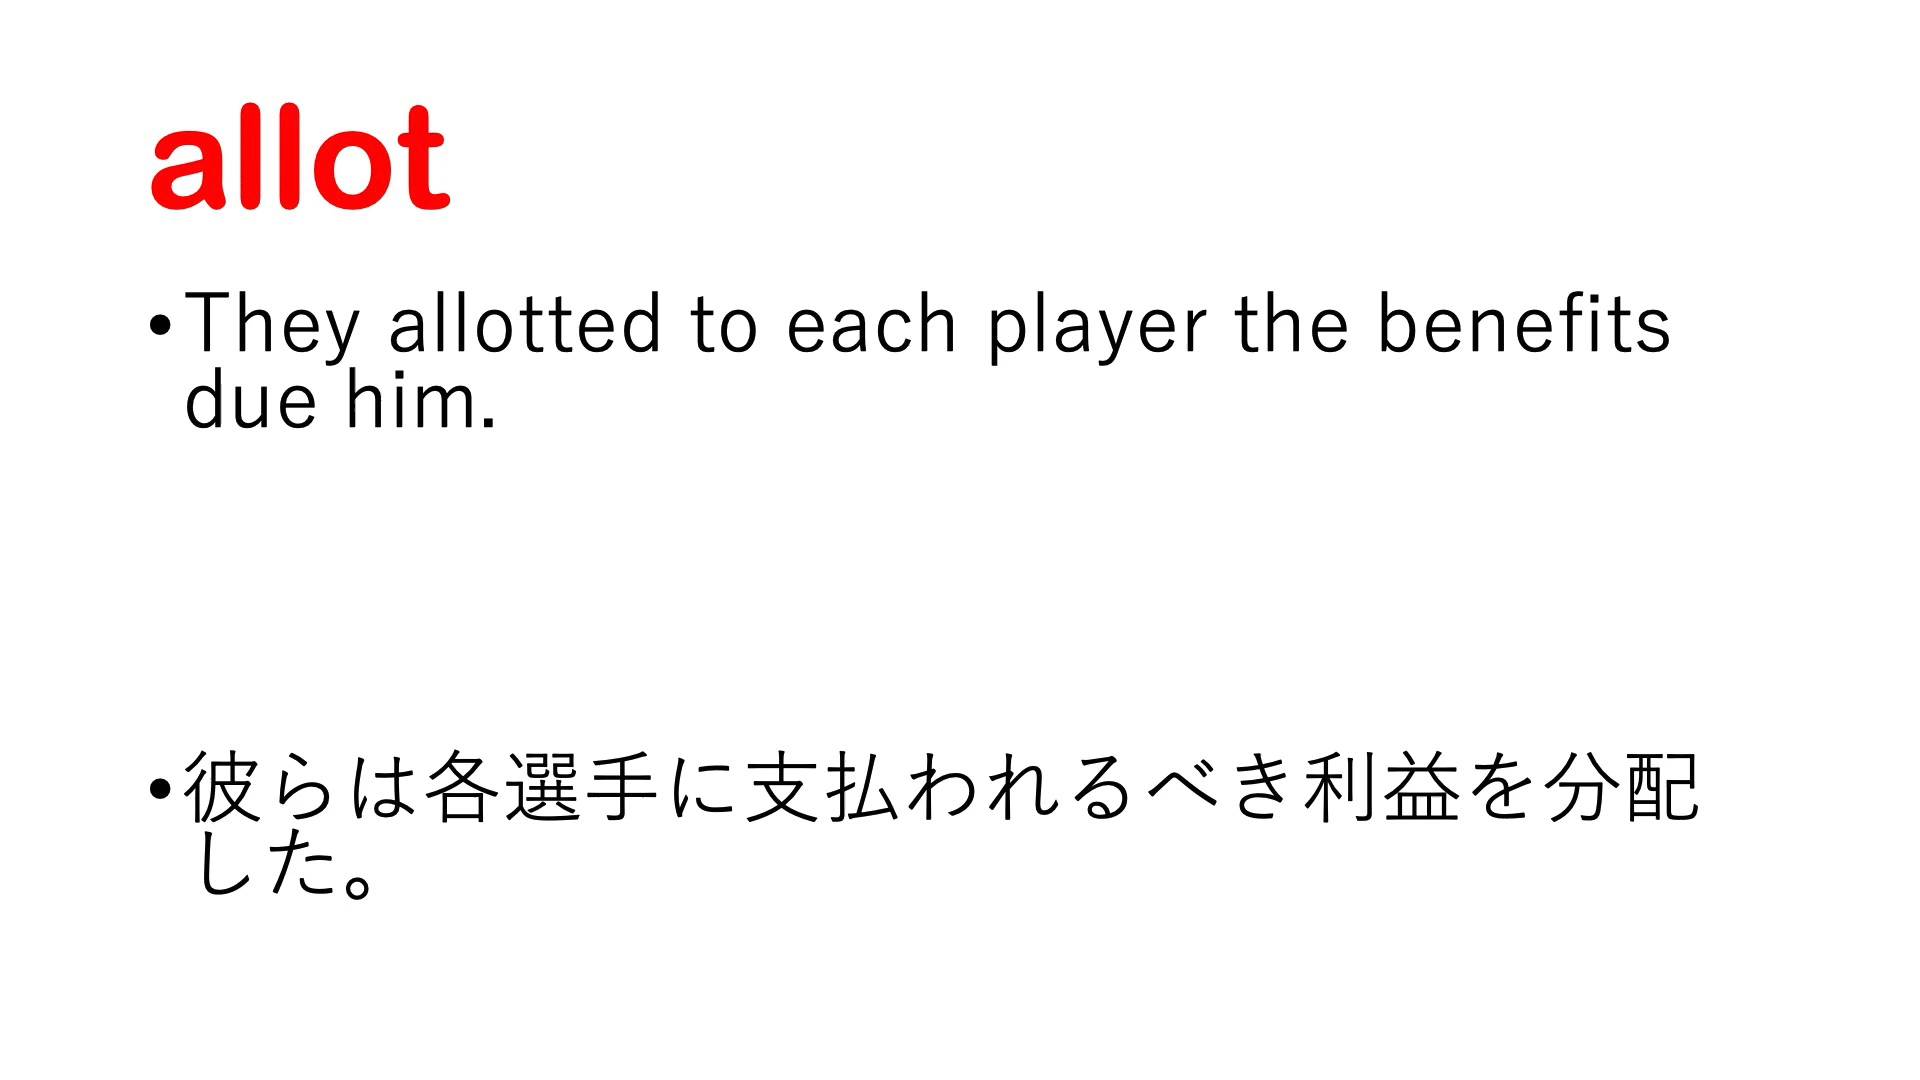 allot
•They allotted to each player the benefits
due him.
•彼らは各選手に支払われるべき利益を分配
した。